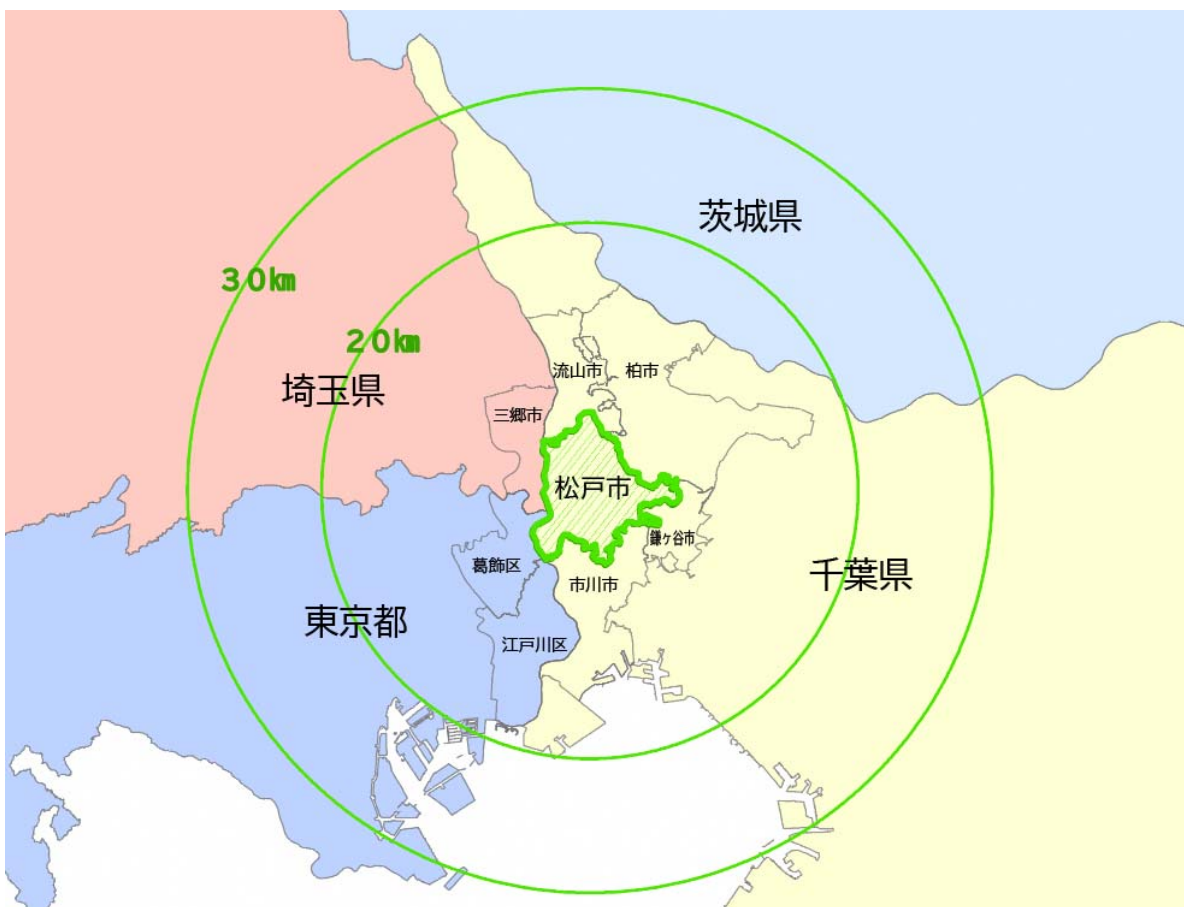 茨城県
30㎞
20㎞
埼玉県
流山市
柏市
三郷市
松戸市
鎌ヶ谷市
葛飾区
市川市
千葉県
東京都
江戸川区